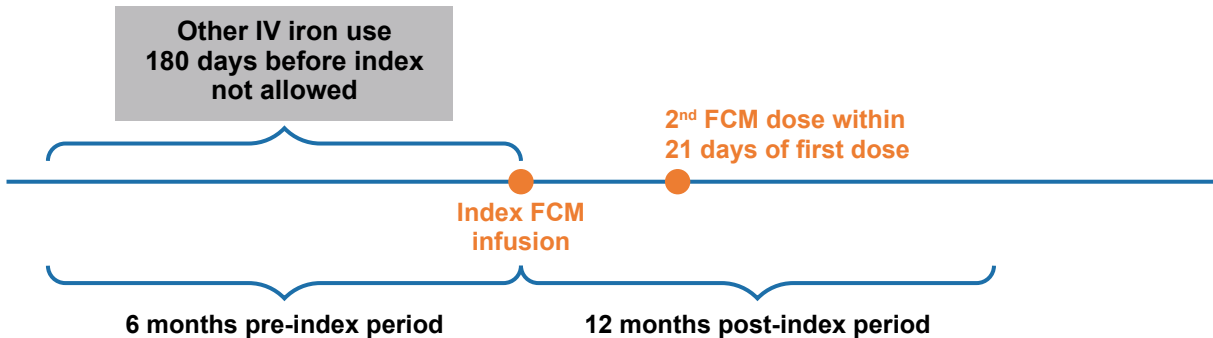 Other IV iron use
180 days before index
not allowed
2nd FCM dose within
21 days of first dose
Index FCM
infusion
6 months pre-index period
12 months post-index period